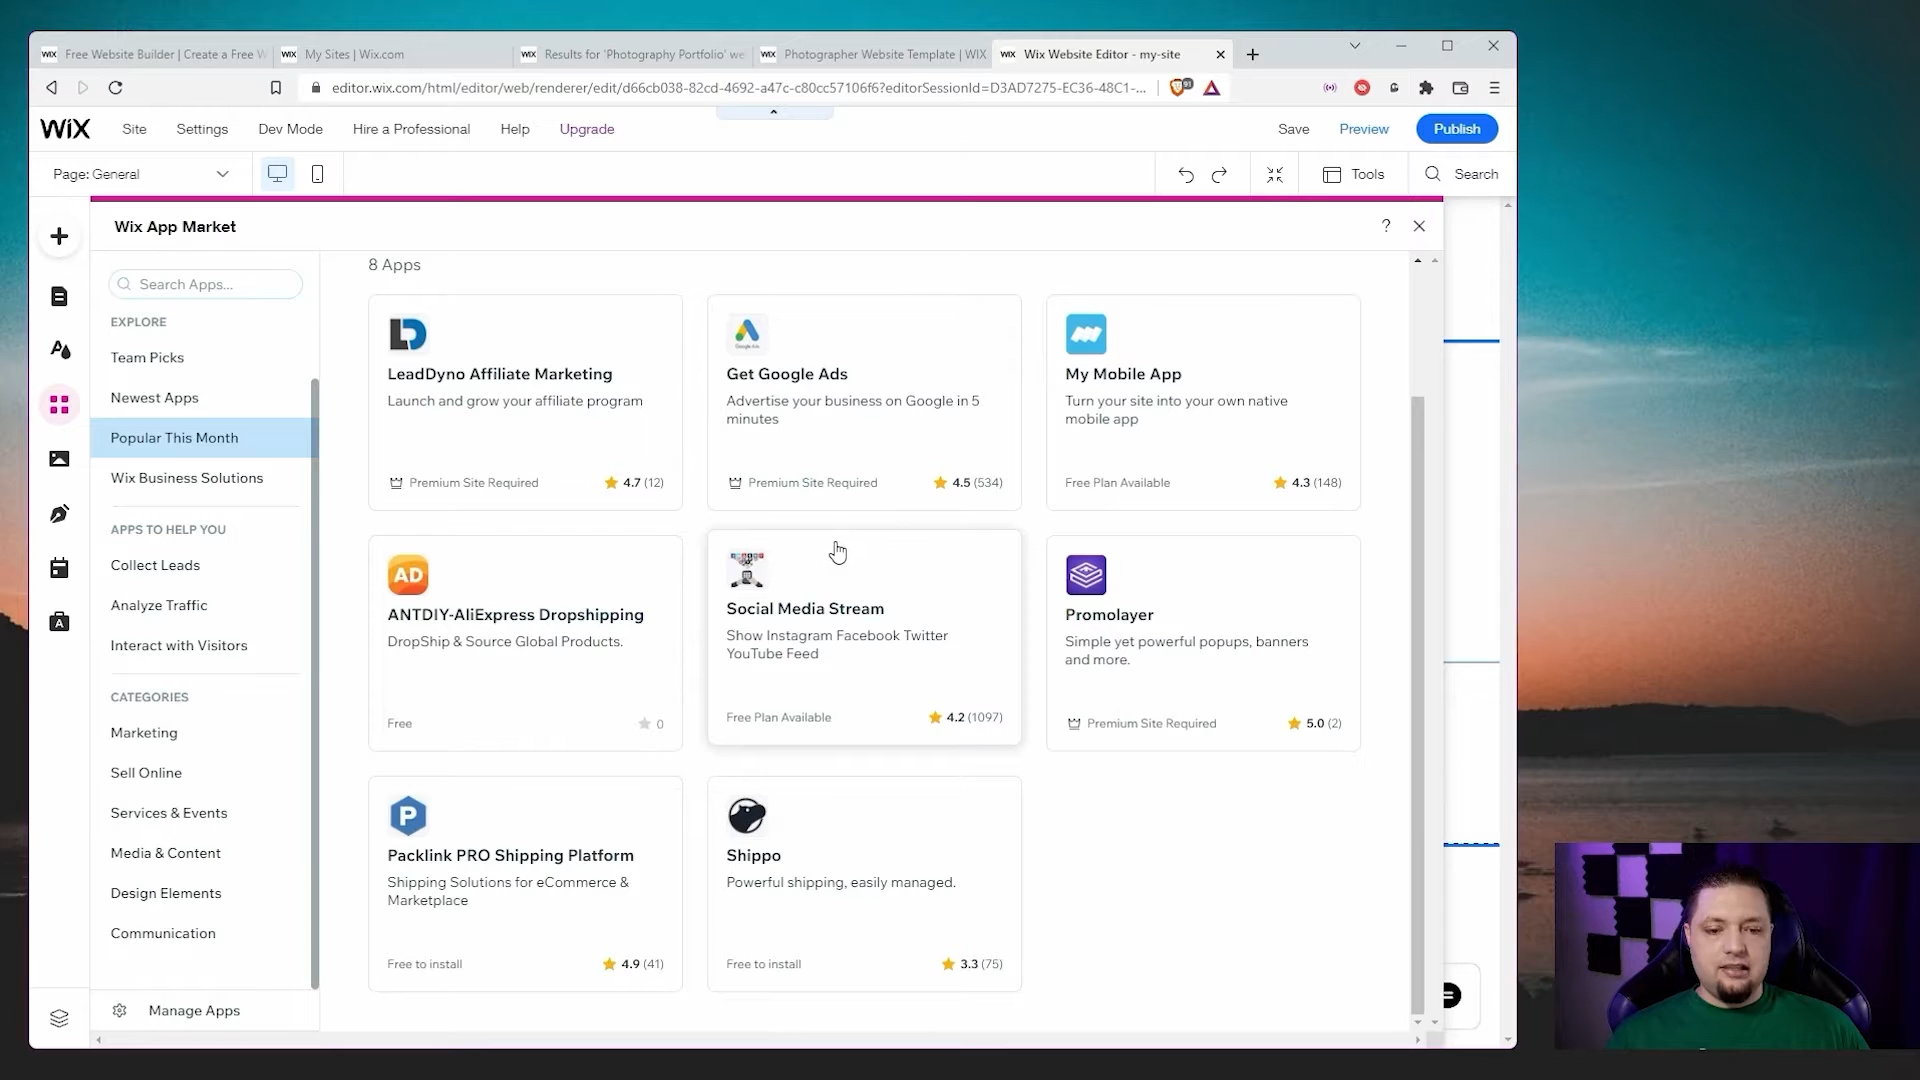 WIX Free Website Builder | Create a Free W
WIX My Sites | Wix.com
WIX Results for 'Photography Portfolio' we
WIX Photographer Website Template | WIX
WIX Wix Website Editor - my-site
editor.wix.com/html/editor/web/renderer/edit/d66cb038-82cd-4692-a47c-c80cc57106f6?editorSessionId=D3AD7275-EC36-48C1-...
WiX Site Settings Dev Mode Hire a Professional Help Upgrade Save Preview Publish
Page: General Tools Search
Wix App Market ?
Search Apps...
EXPLORE
Team Picks
Newest Apps
Popular This Month
Wix Business Solutions
APPS TO HELP YOU
Collect Leads
Analyze Traffic
Interact with Visitors
CATEGORIES
Marketing
Sell Online
Services & Events
Media & Content
Design Elements
Communication
Manage Apps
8 Apps
LeadDyno Affiliate Marketing
Launch and grow your affiliate program
Premium Site Required 4.7 (12)
Google Ads
Get Google Ads
Advertise your business on Google in 5
minutes
Premium Site Required 4.5 (534)
My Mobile App
Turn your site into your own native
mobile app
Free Plan Available 4.3 (148)
AD
ANTDIY-AliExpress Dropshipping
DropShip & Source Global Products.
Free 0
Social Media Stream
Show Instagram Facebook Twitter
YouTube Feed
Free Plan Available 4.2 (1097)
Promolayer
Simple yet powerful popups, banners
and more.
Premium Site Required 5.0 (2)
P
Packlink PRO Shipping Platform
Shipping Solutions for eCommerce &
Marketplace
Free to install 4.9 (41)
Shippo
Powerful shipping, easily managed.
Free to install 3.3 (75)